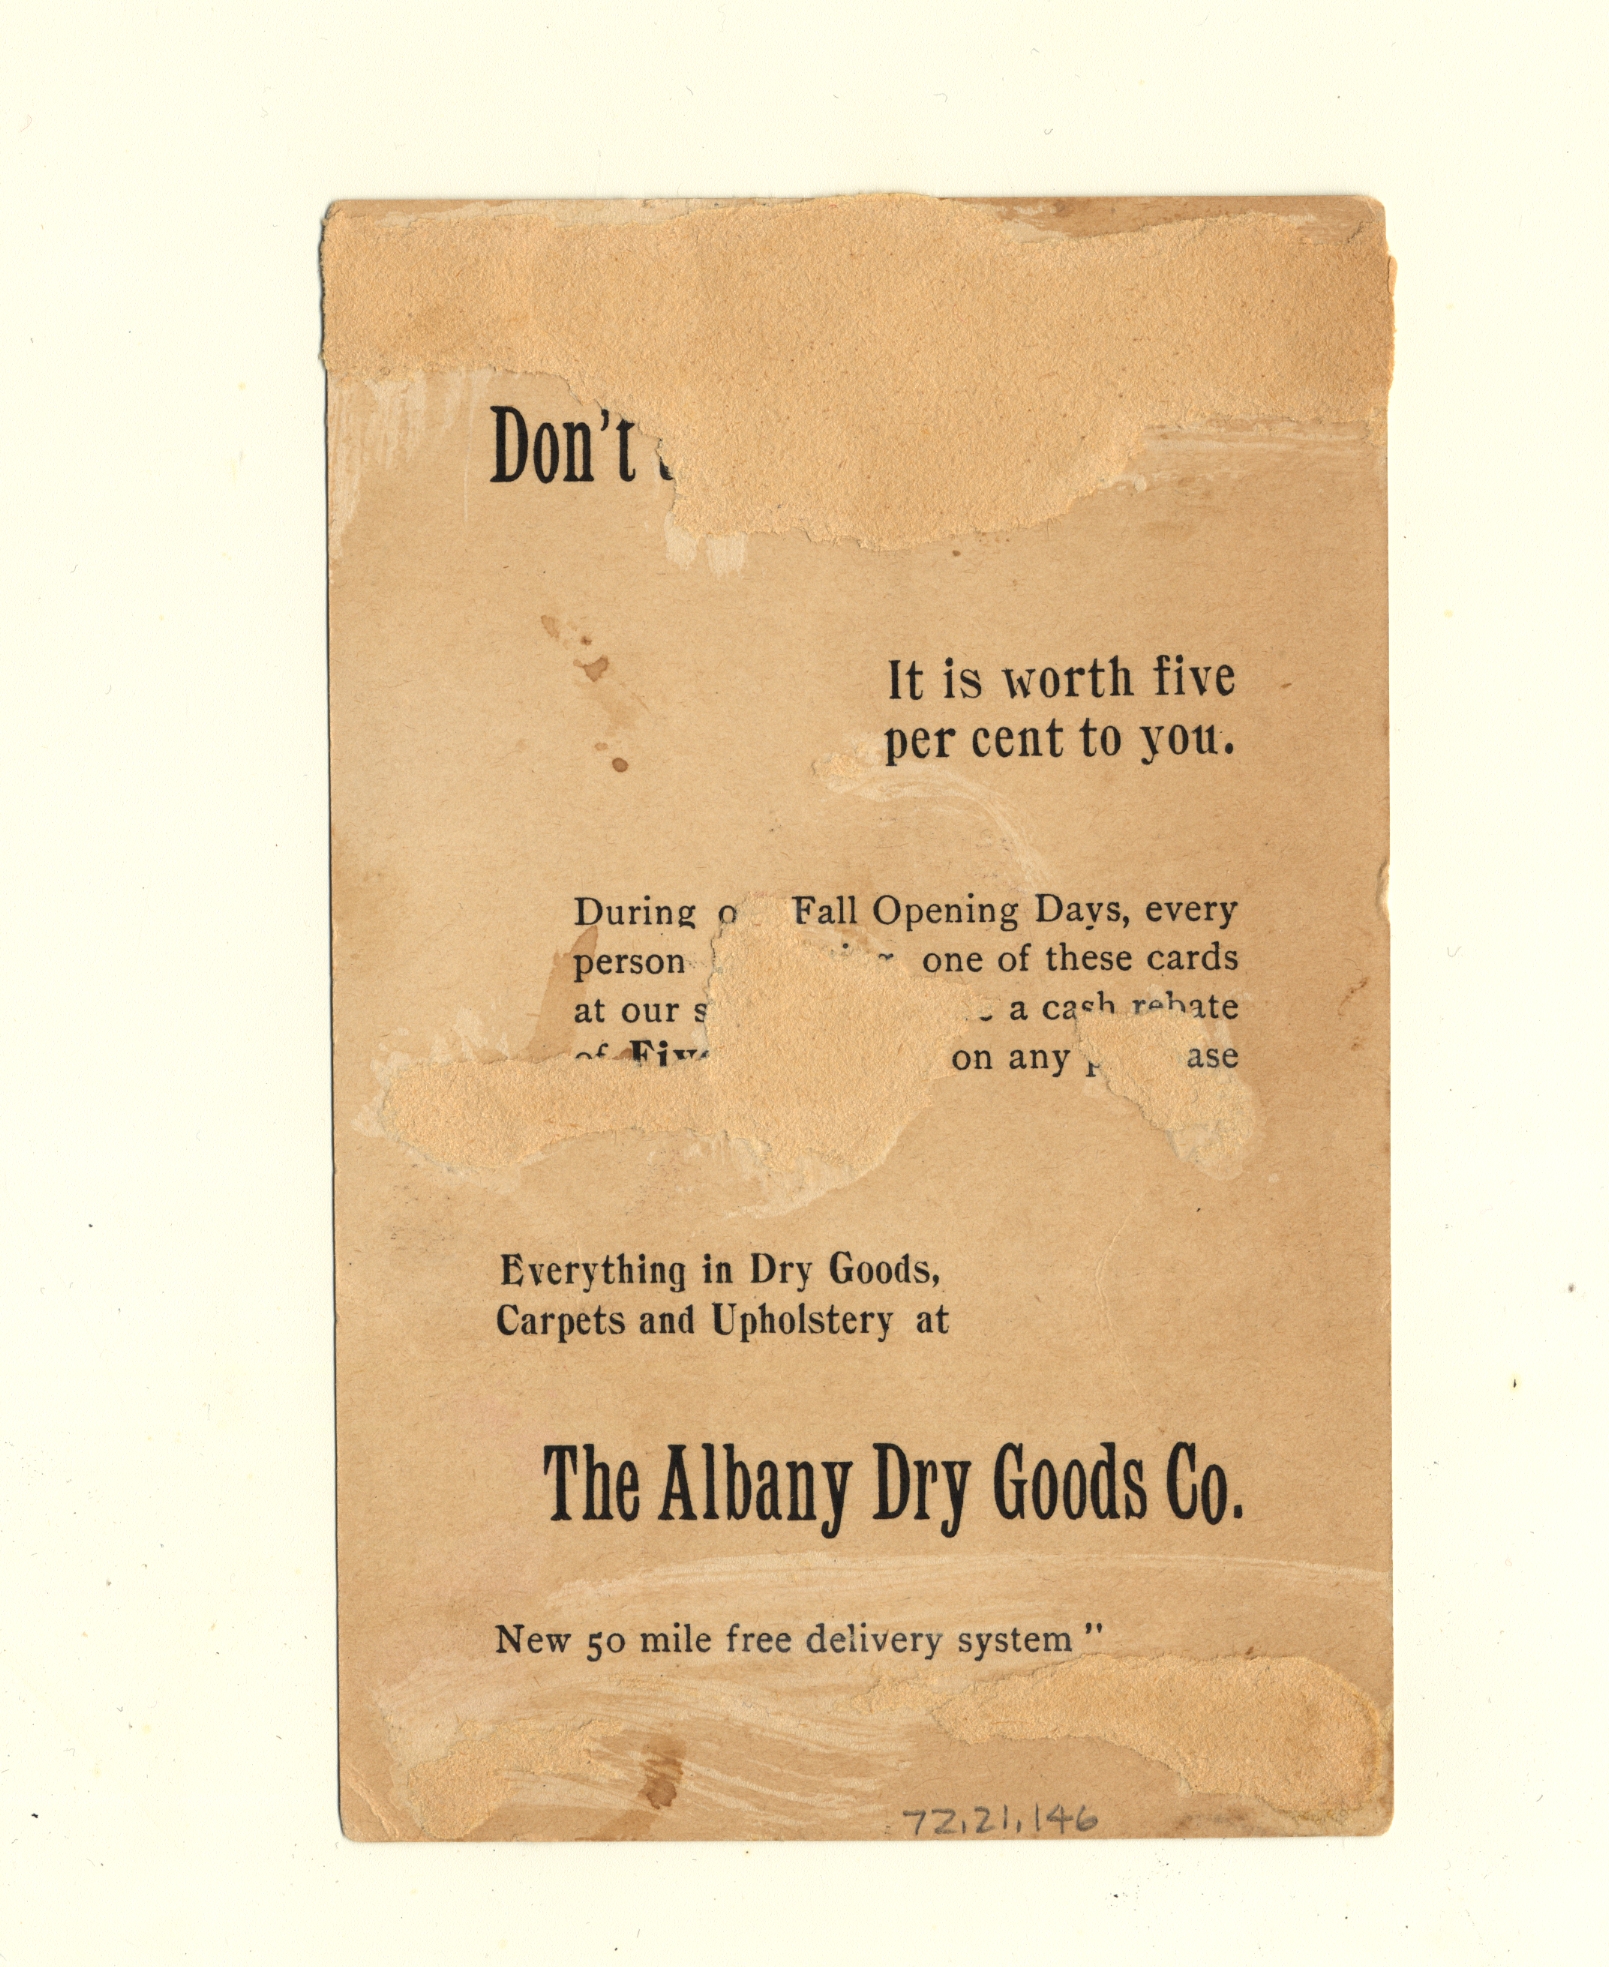 Don't
It is worth five
per cent to you.
During Fall Opening Days, every
person one of these cards
at our a cash rebate
of Five on any
Everything in Dry Goods,
Carpets and Upholstery at
The Albany Dry Goods Co.
New 50 mile free delivery system "
72.21.146